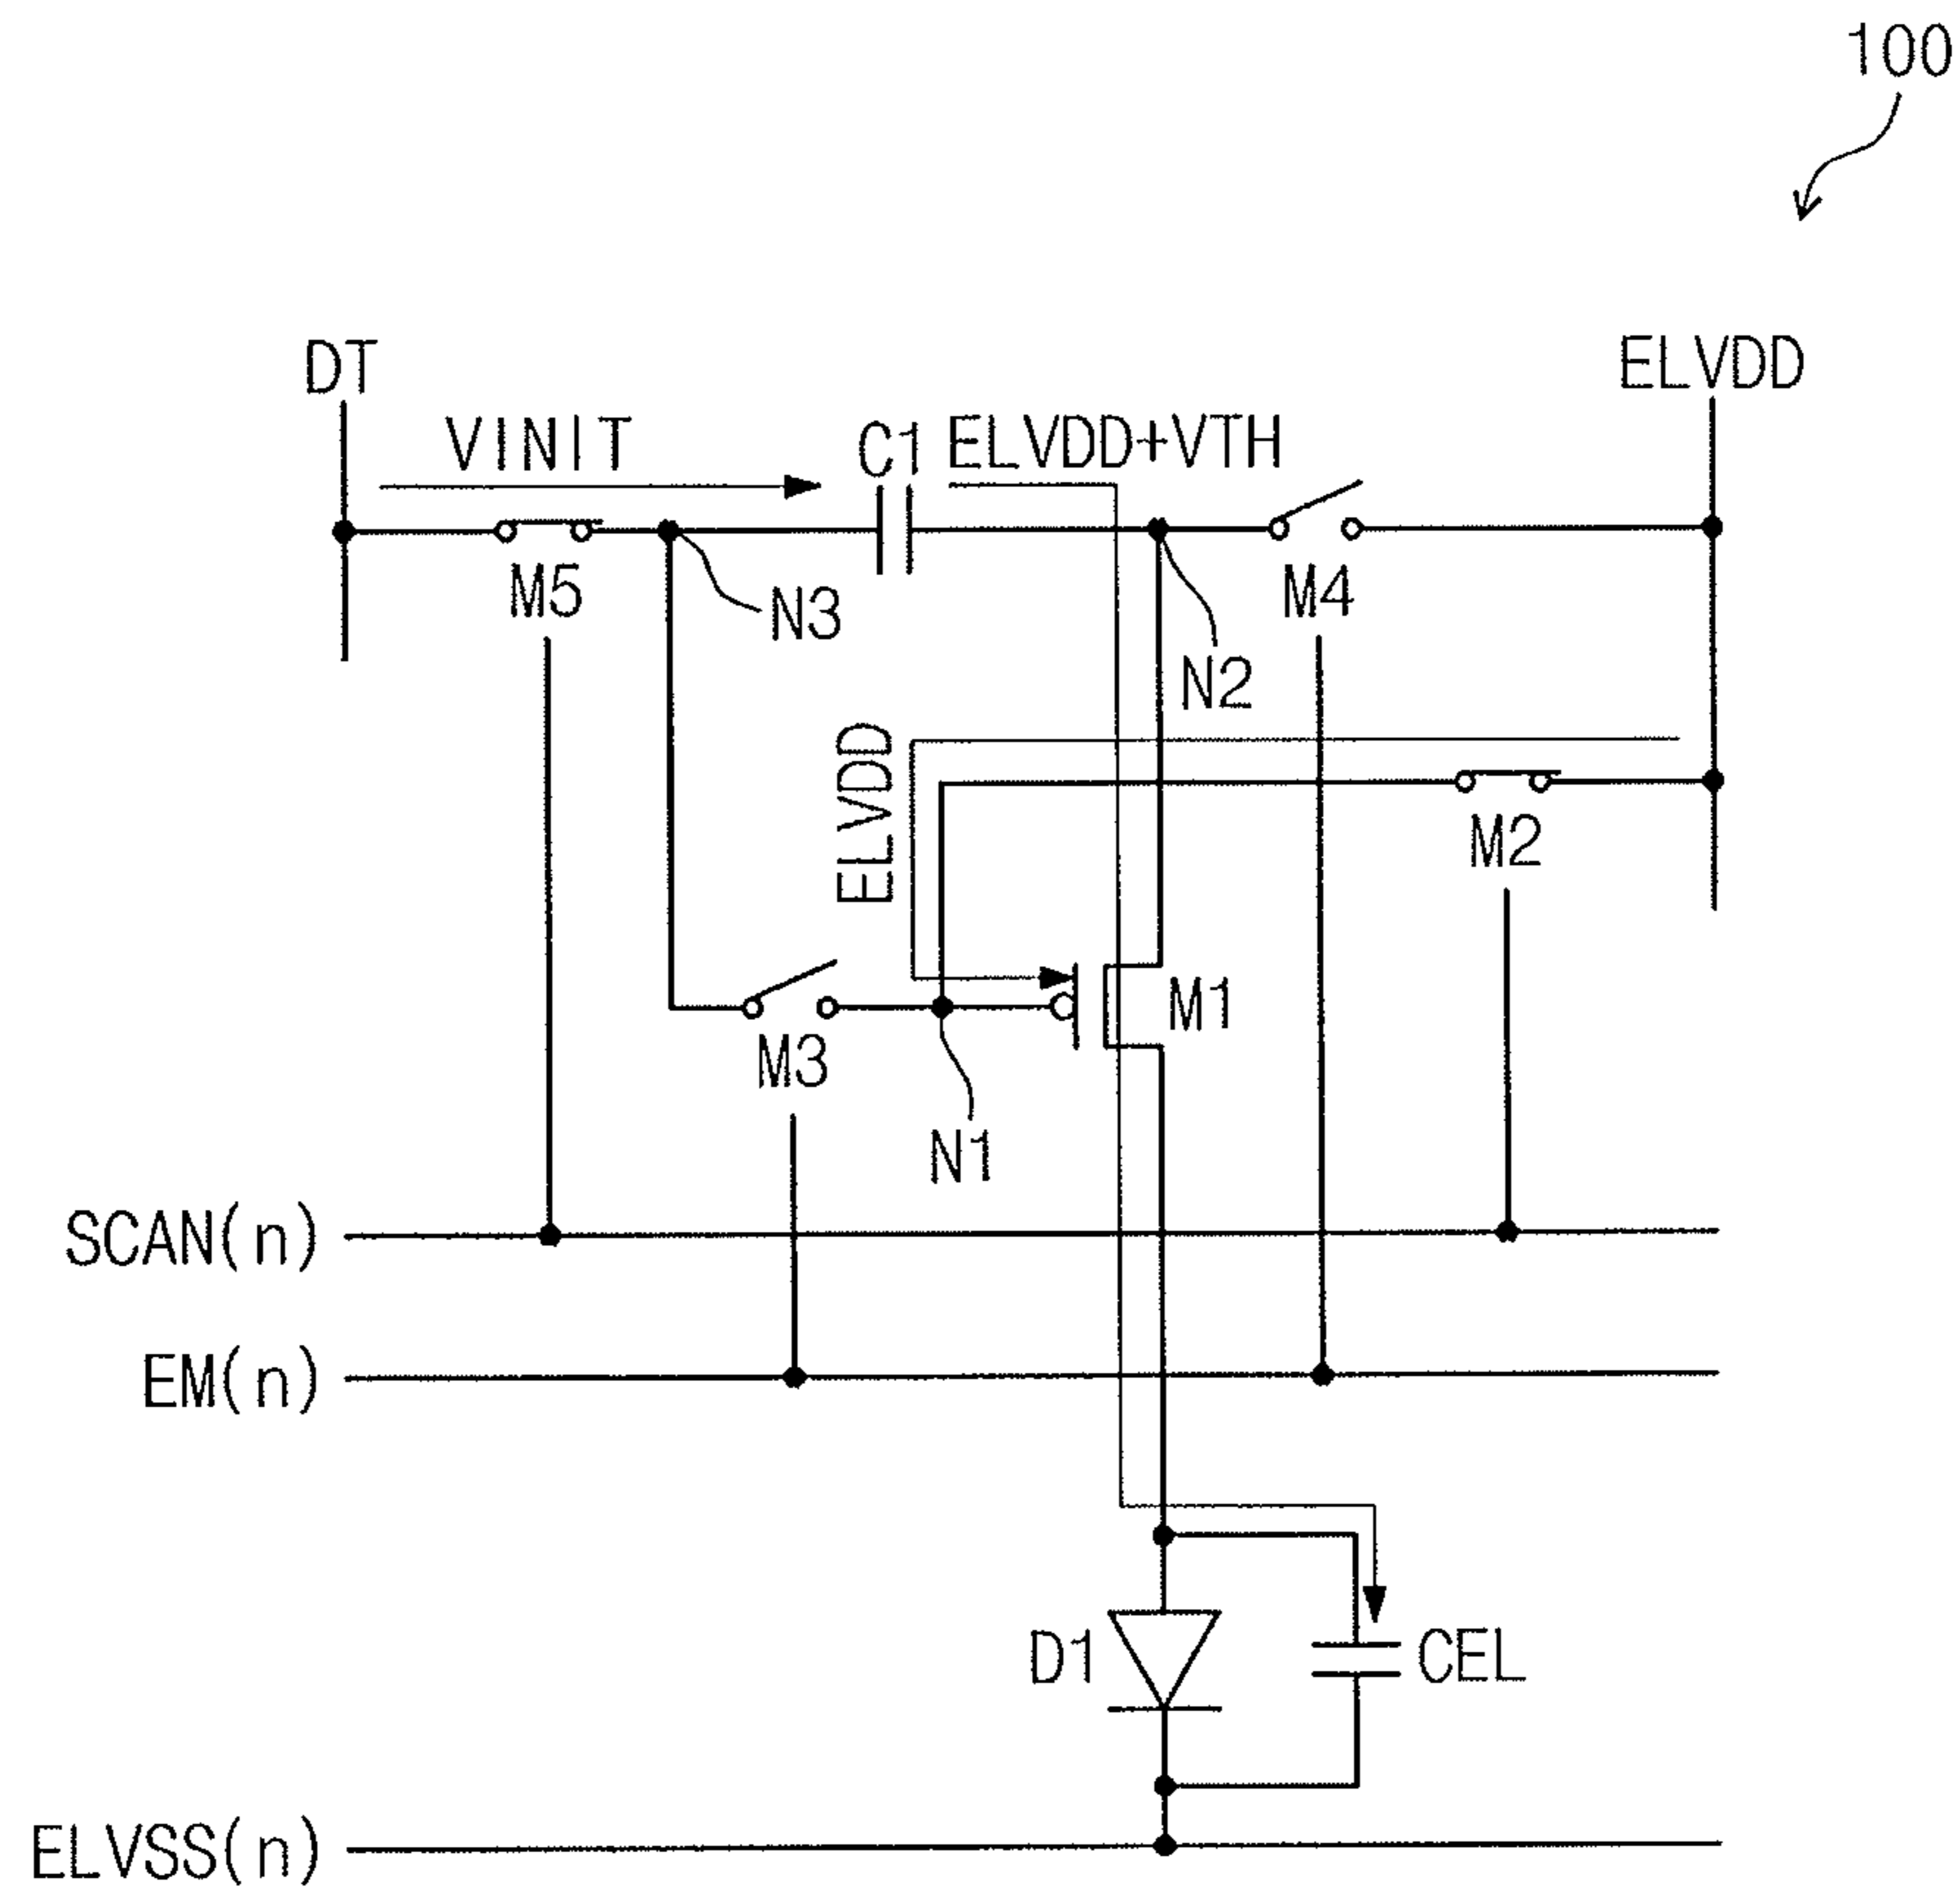 100
DT
ELVDD
VINIT
C1
ELVDD+VTH
M5
N3
M4
N2
ELVDD
M2
M1
M3
N1
SCAN(n)
EM(n)
D1
CEL
ELVSS(n)